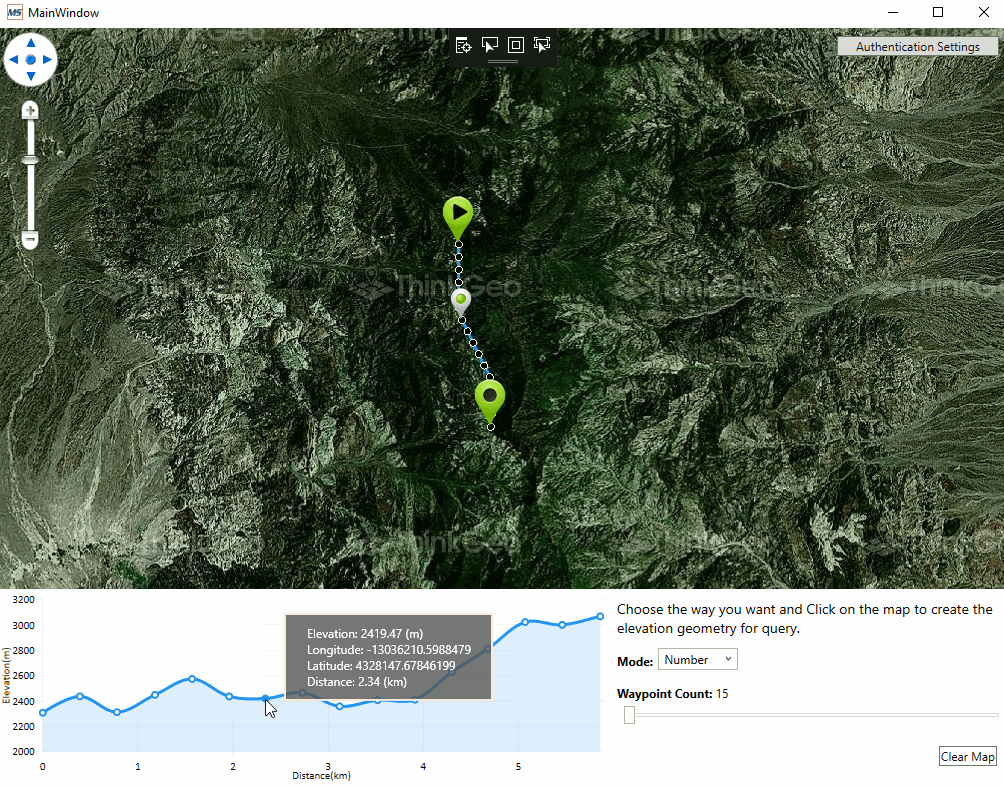 MS MainWindow
Authentication Settings
ThinkGeo
ThinkGeo
ThinkGeo
ThinkGeo
ThinkGeo
3200
3000
2800
2600
2400
2200
2000
Elevation(m)
0
1
2
3
4
5
Distance(km)
Elevation: 2419.47 (m)
Longitude: -13036210.5988479
Latitude: 4328147.67846199
Distance: 2.34 (km)
Choose the way you want and Click on the map to create the
elevation geometry for query.
Mode: Number
Waypoint Count: 15
Clear Map